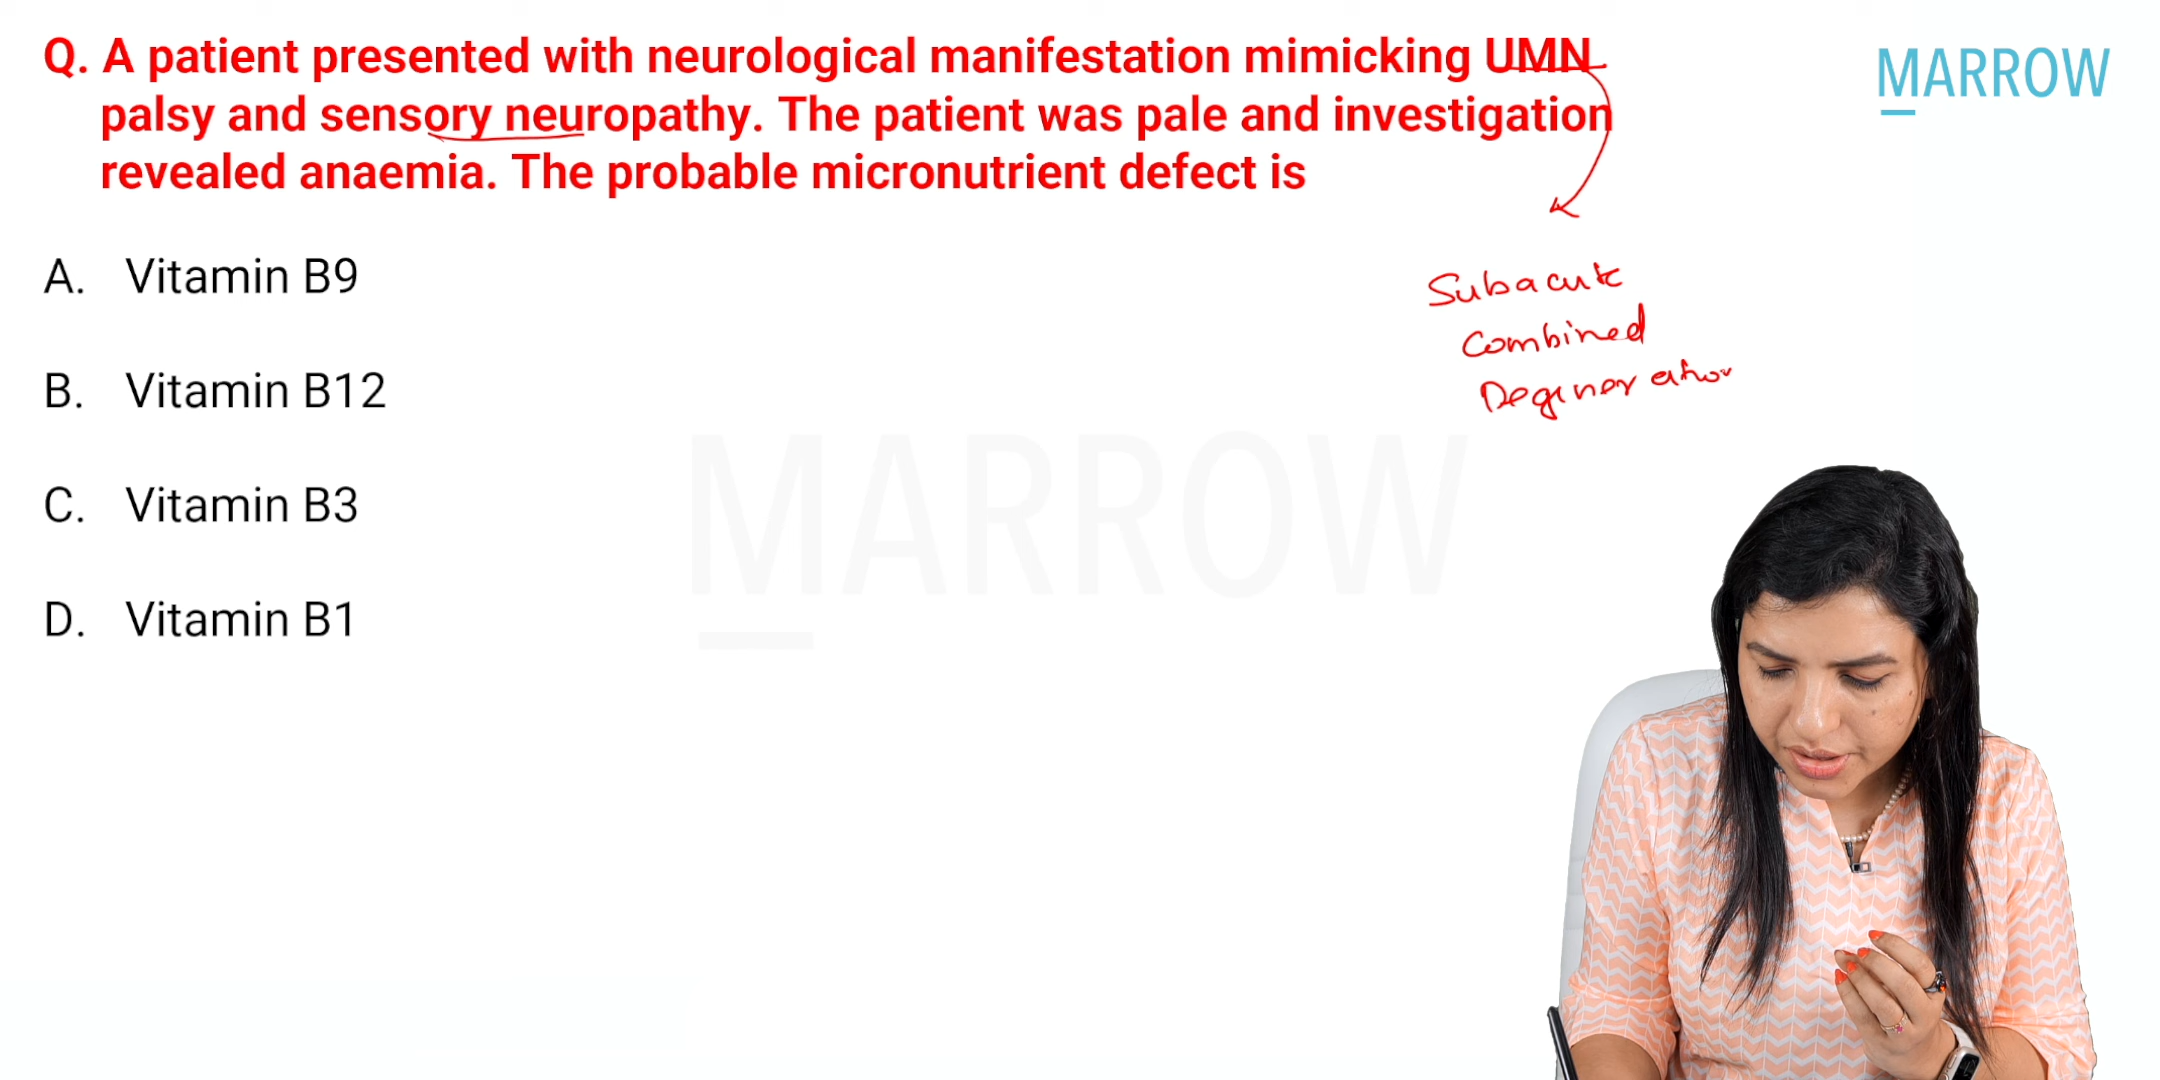 Q. A patient presented with neurological manifestation mimicking UMN
MARROW
palsy and sensory neuropathy. The patient was pale and investigation
revealed anaemia. The probable micronutrient defect is
A. Vitamin B9
B. Vitamin B12
C. Vitamin B3
D. Vitamin B1
Subacute
Combined
Degeneration
MARROW